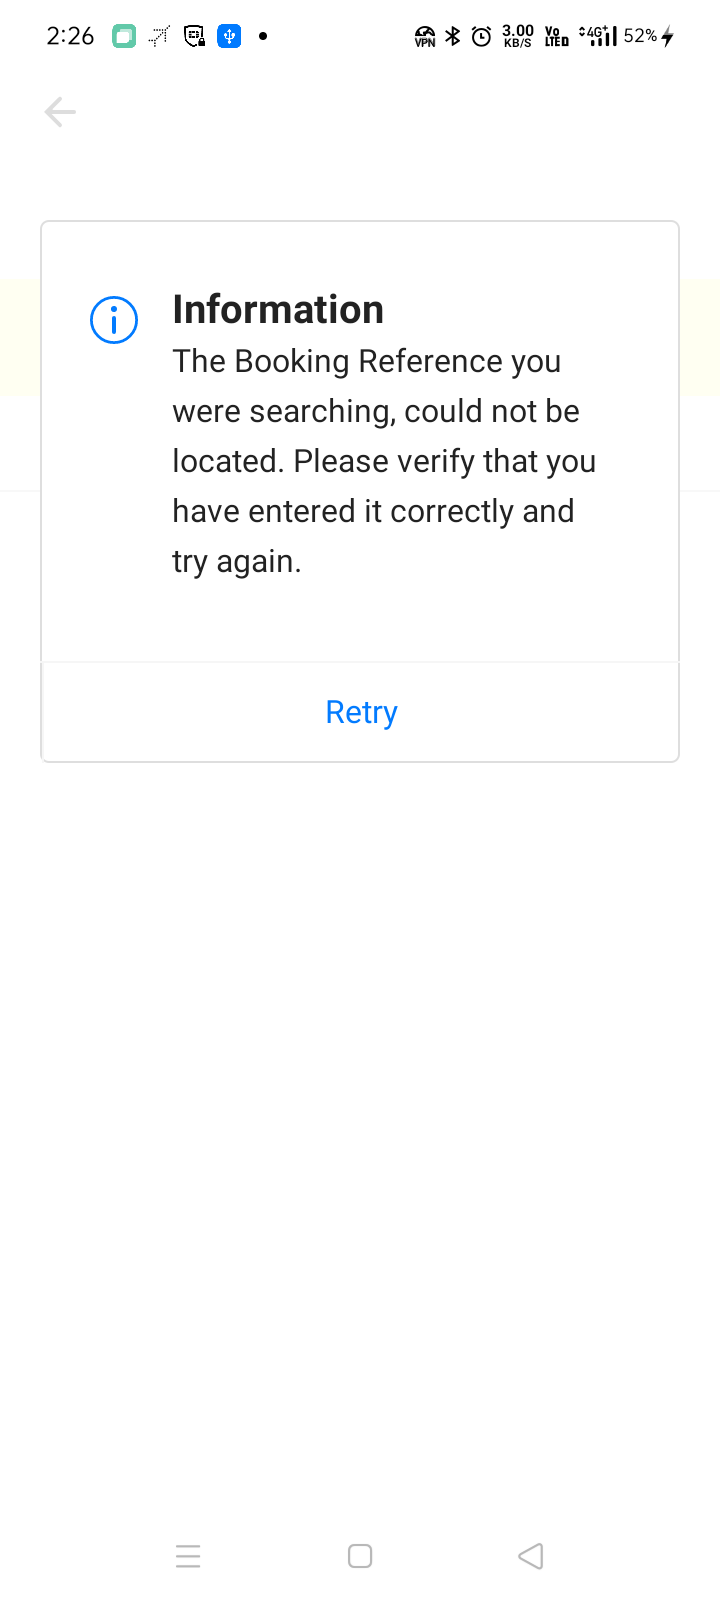 2:26 VPN 3.00 KB/S Vo LTED 4G+ 52%
Information
The Booking Reference you
were searching, could not be
located. Please verify that you
have entered it correctly and
try again.
Retry